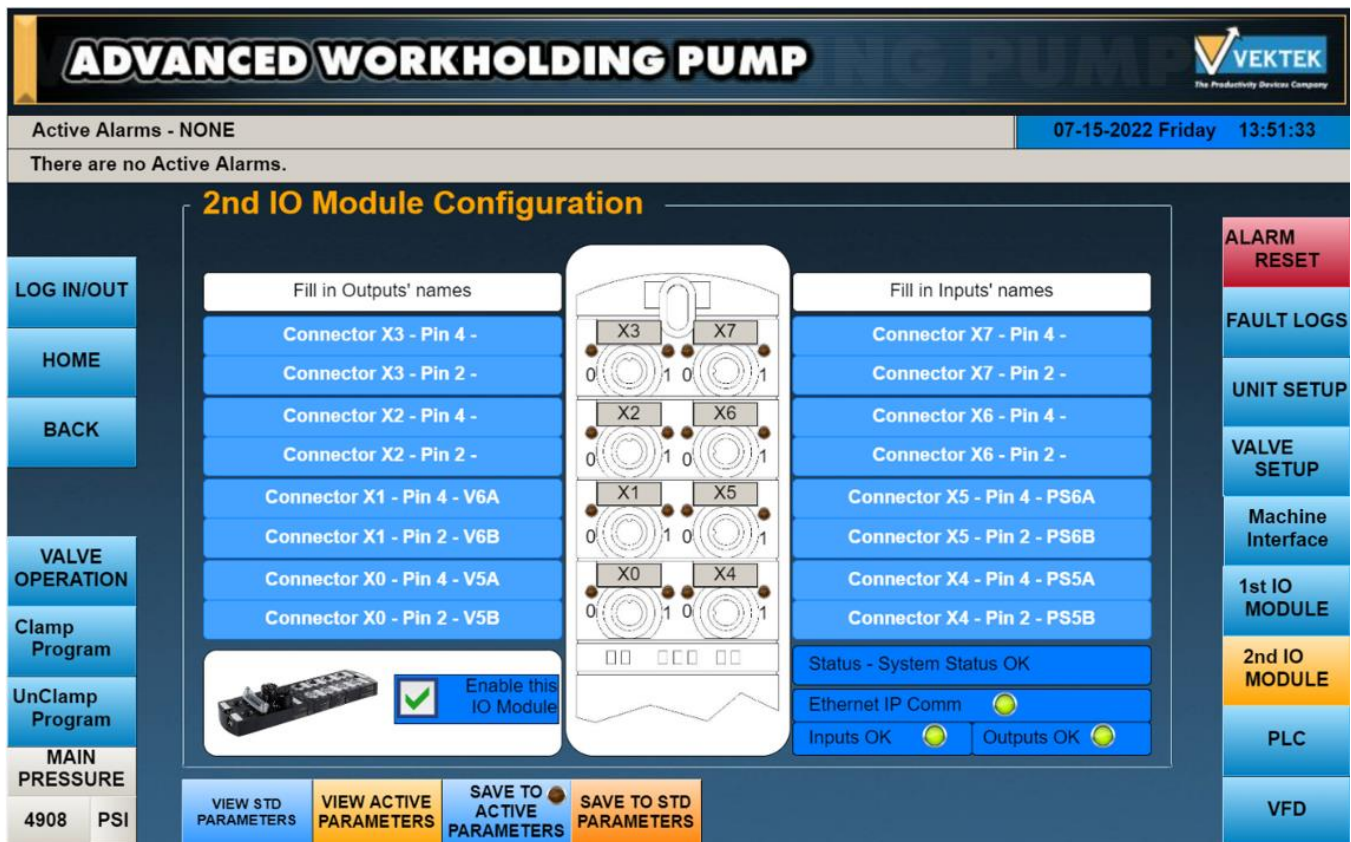 ADVANCED WORKHOLDING PUMP
VEKTEK
The Productivity Devices Company
Active Alarms - NONE
07-15-2022 Friday 13:51:33
There are no Active Alarms.
2nd IO Module Configuration
LOG IN/OUT
HOME
BACK
VALVE
OPERATION
Clamp
Program
UnClamp
Program
MAIN
PRESSURE
4908 PSI
Fill in Outputs' names
Connector X3 - Pin 4 -
Connector X3 - Pin 2 -
Connector X2 - Pin 4 -
Connector X2 - Pin 2 -
Connector X1 - Pin 4 - V6A
Connector X1 - Pin 2 - V6B
Connector X0 - Pin 4 - V5A
Connector X0 - Pin 2 - V5B
Enable this
IO Module
X3 X7
0 1 0 1
X2 X6
0 1 0 1
X1 X5
0 1 0 1
X0 X4
0 1 0 1
Fill in Inputs' names
Connector X7 - Pin 4 -
Connector X7 - Pin 2 -
Connector X6 - Pin 4 -
Connector X6 - Pin 2 -
Connector X5 - Pin 4 - PS6A
Connector X5 - Pin 2 - PS6B
Connector X4 - Pin 4 - PS5A
Connector X4 - Pin 2 - PS5B
Status - System Status OK
Ethernet IP Comm
Inputs OK Outputs OK
VIEW STD
PARAMETERS
VIEW ACTIVE
PARAMETERS
SAVE TO
ACTIVE
PARAMETERS
SAVE TO STD
PARAMETERS
ALARM
RESET
FAULT LOGS
UNIT SETUP
VALVE
SETUP
Machine
Interface
1st IO
MODULE
2nd IO
MODULE
PLC
VFD